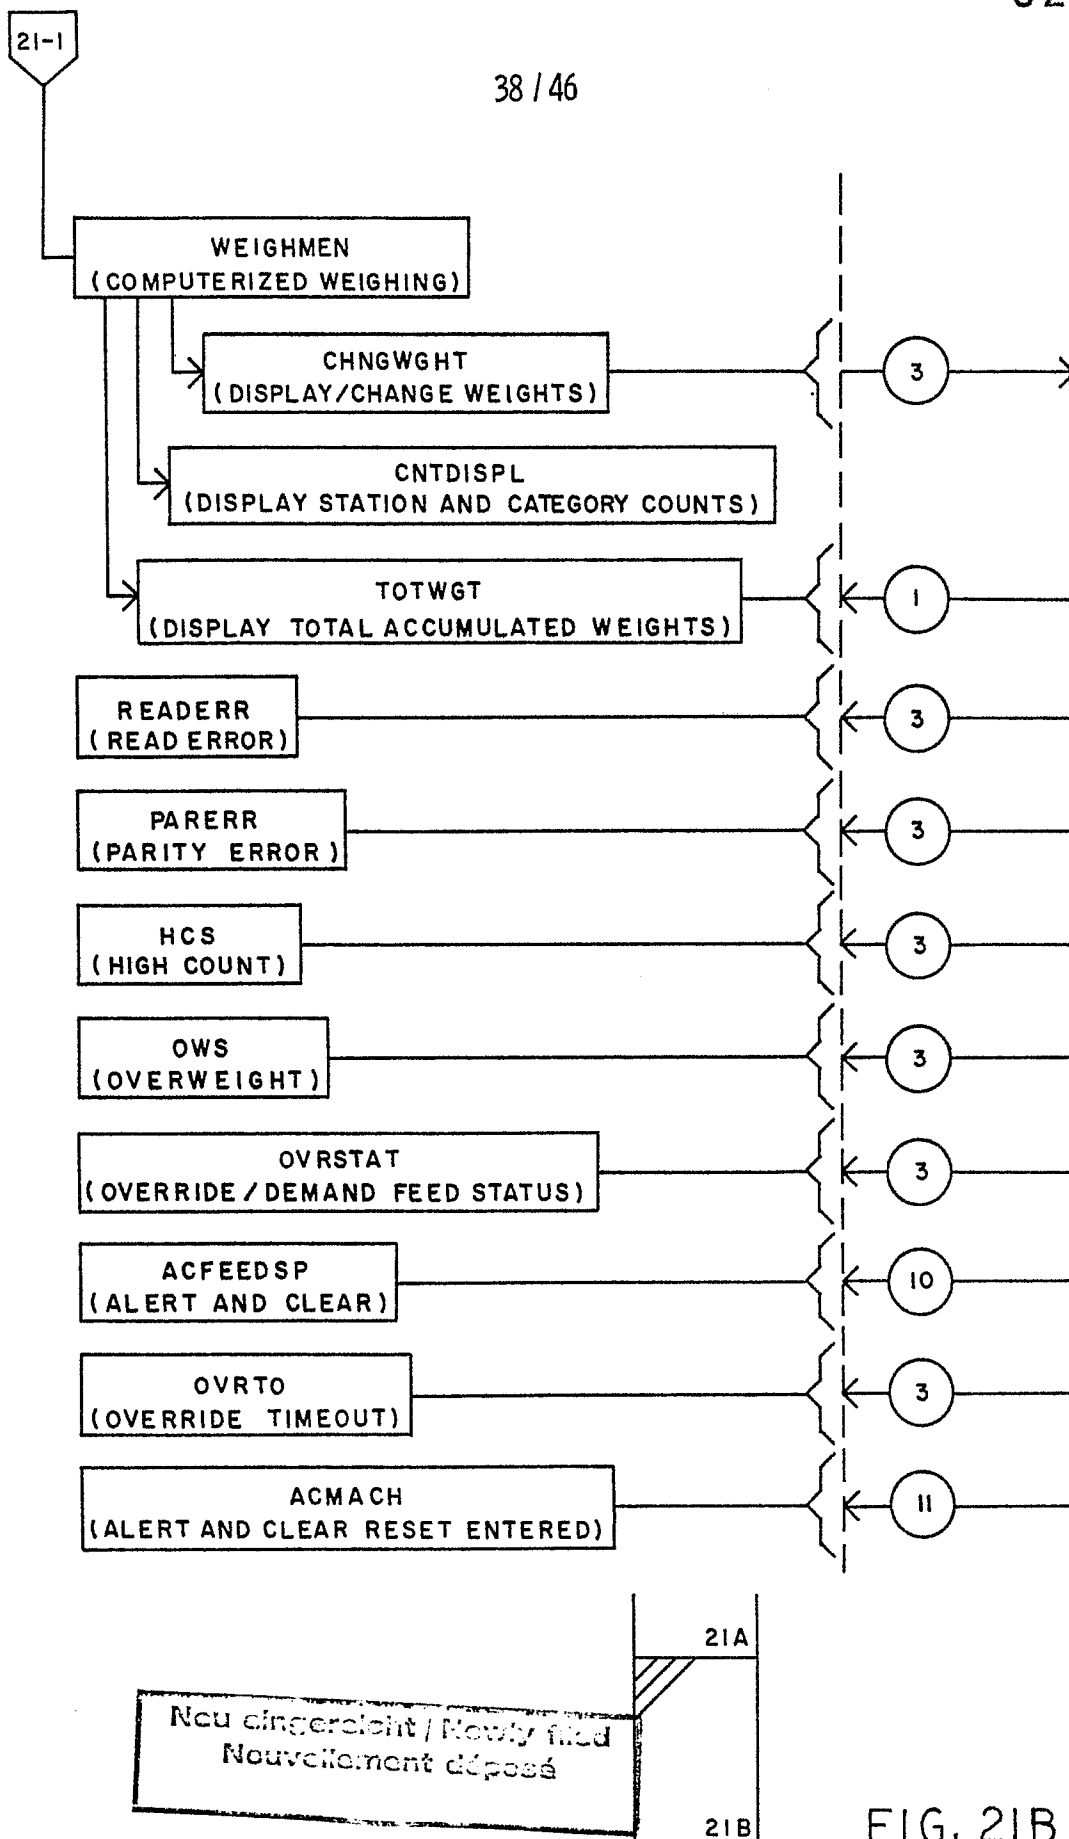 21-1
38 / 46
WEIGHMEN
(COMPUTERIZED WEIGHING)
CHNGWGHT
(DISPLAY/CHANGE WEIGHTS)
3
CNTDISPL
(DISPLAY STATION AND CATEGORY COUNTS)
TOTWGT
(DISPLAY TOTAL ACCUMULATED WEIGHTS)
1
READERR
(READ ERROR)
3
PARERR
(PARITY ERROR)
3
HCS
(HIGH COUNT)
3
OWS
(OVERWEIGHT)
3
OVRSTAT
(OVERRIDE/DEMAND FEED STATUS)
3
ACFEEDSP
(ALERT AND CLEAR)
10
OVRTO
(OVERRIDE TIMEOUT)
3
ACMACH
(ALERT AND CLEAR RESET ENTERED)
11
21A
Neu eingereicht / Newly filed
Nouvellement déposé
21B
FIG. 21B